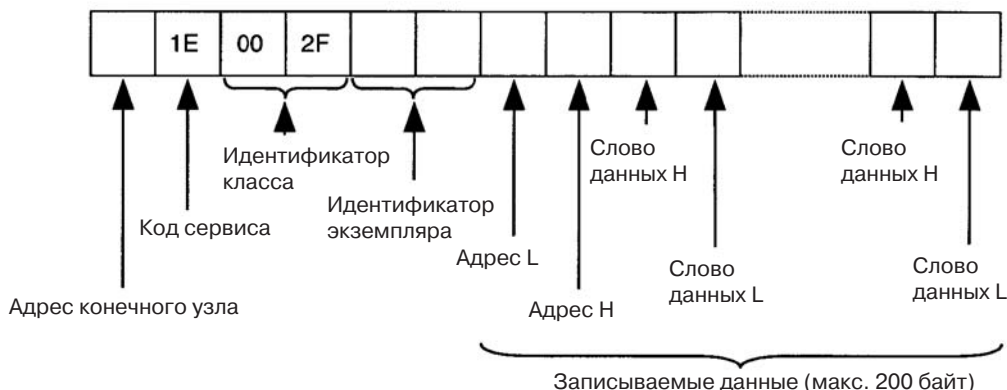 1E 00 2F
Слово
данных H
Слово
данных H
Идентификатор
класса
Идентификатор
экземпляра
Код сервиса
Адрес L
Слово
данных L
Слово
данных L
Адрес конечного узла
Адрес H
Записываемые данные (макс. 200 байт)